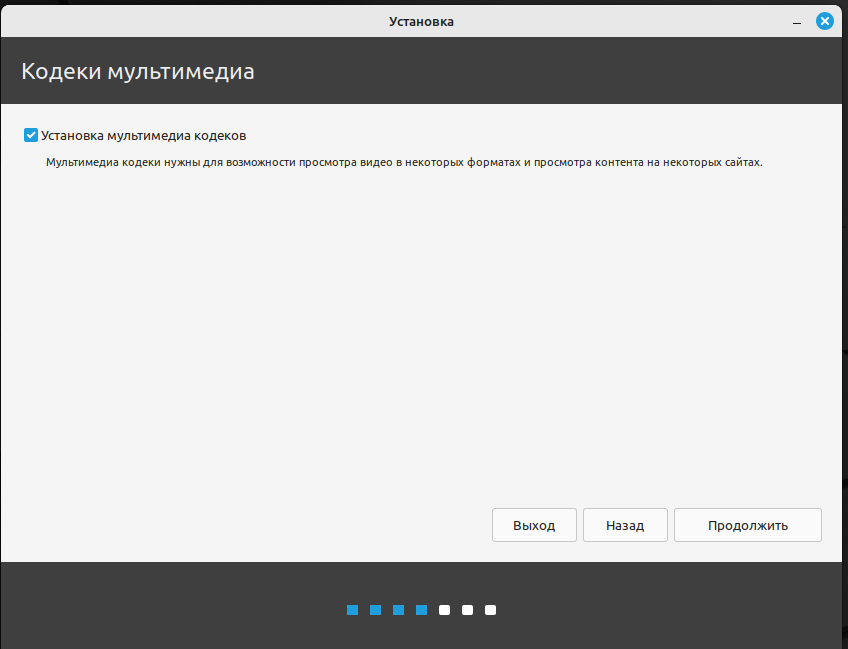 Установка
Кодеки мультимедиа
Установка мультимедиа кодеков
Мультимедиа кодеки нужны для возможности просмотра видео в некоторых форматах и просмотра контента на некоторых сайтах.
Выход Назад Продолжить